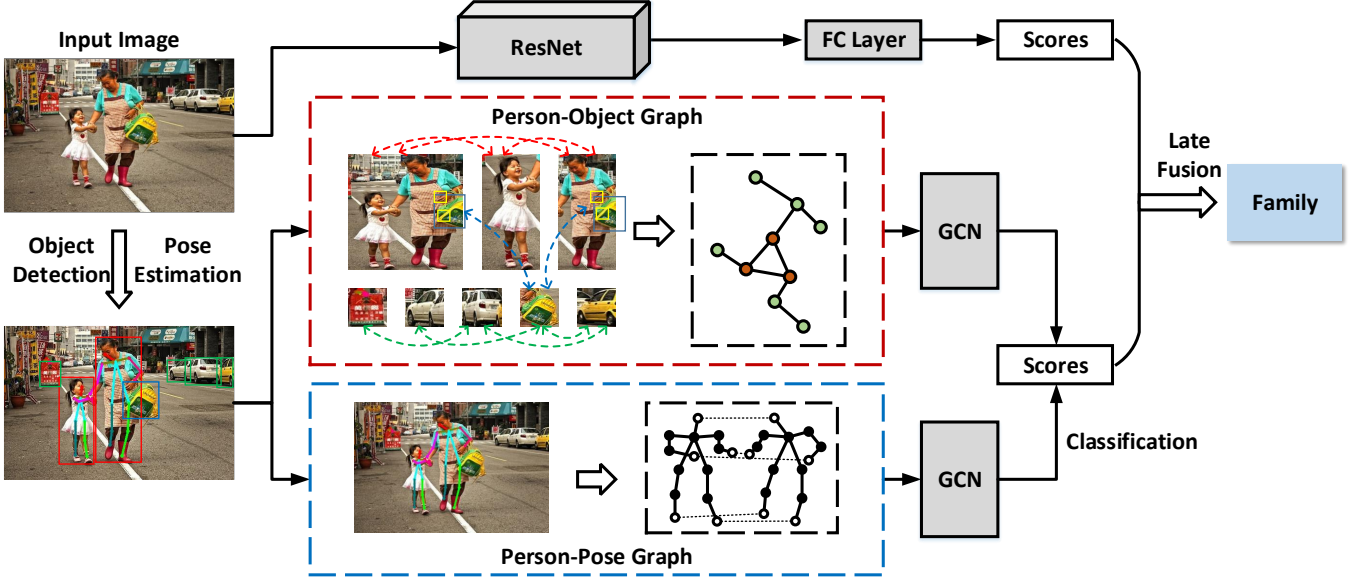 Input Image
ResNet
FC Layer
Scores
Person-Object Graph
Late
Fusion
Family
Object
Detection
Pose
Estimation
GCN
Scores
Classification
GCN
Person-Pose Graph